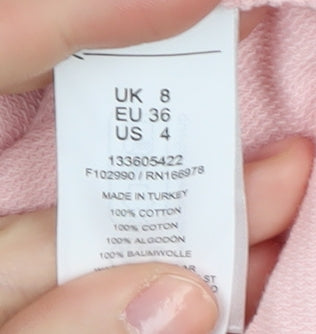 UK 8
EU 36
US 4
133605422
F102990 / RN166978
MADE IN TURKEY
100% COTTON
100% COTON
100% ALGODÓN
100% BAUMWOLLE